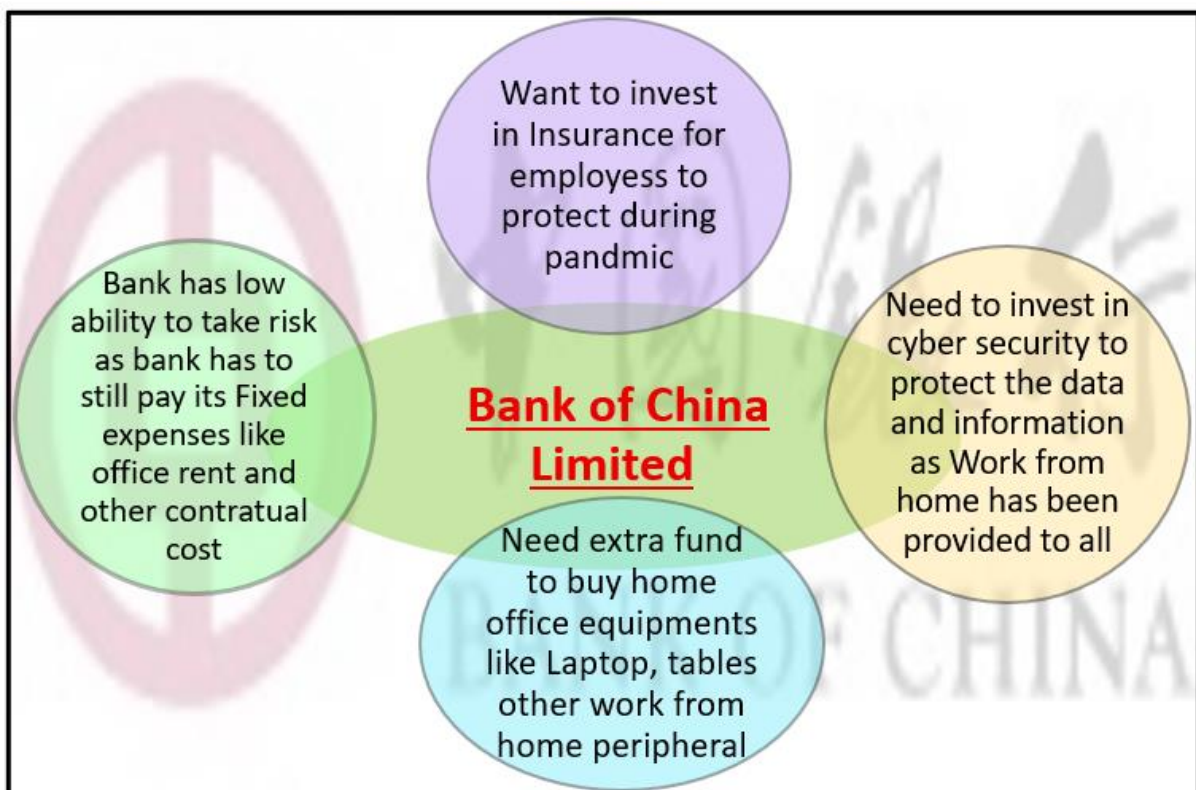 Want to invest
in Insurance for
employess to
protect during
pandmic
Bank has low
ability to take risk
as bank has to
still pay its Fixed
expenses like
office rent and
other contratual
cost
Bank of China
Limited
Need to invest in
cyber security to
protect the data
and information
as Work from
home has been
provided to all
Need extra fund
to buy home
office equipments
like Laptop, tables
other work from
home peripheral
BANK OF CHINA